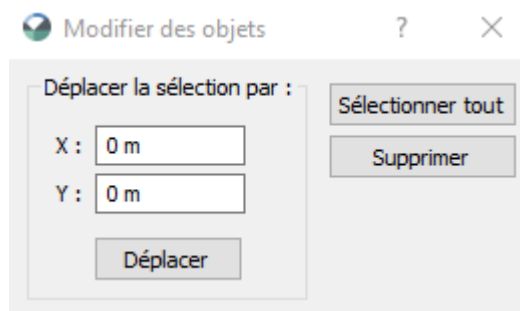 Modifier des objets
Déplacer la sélection par :
X : 0 m
Y : 0 m
Déplacer
Sélectionner tout
Supprimer